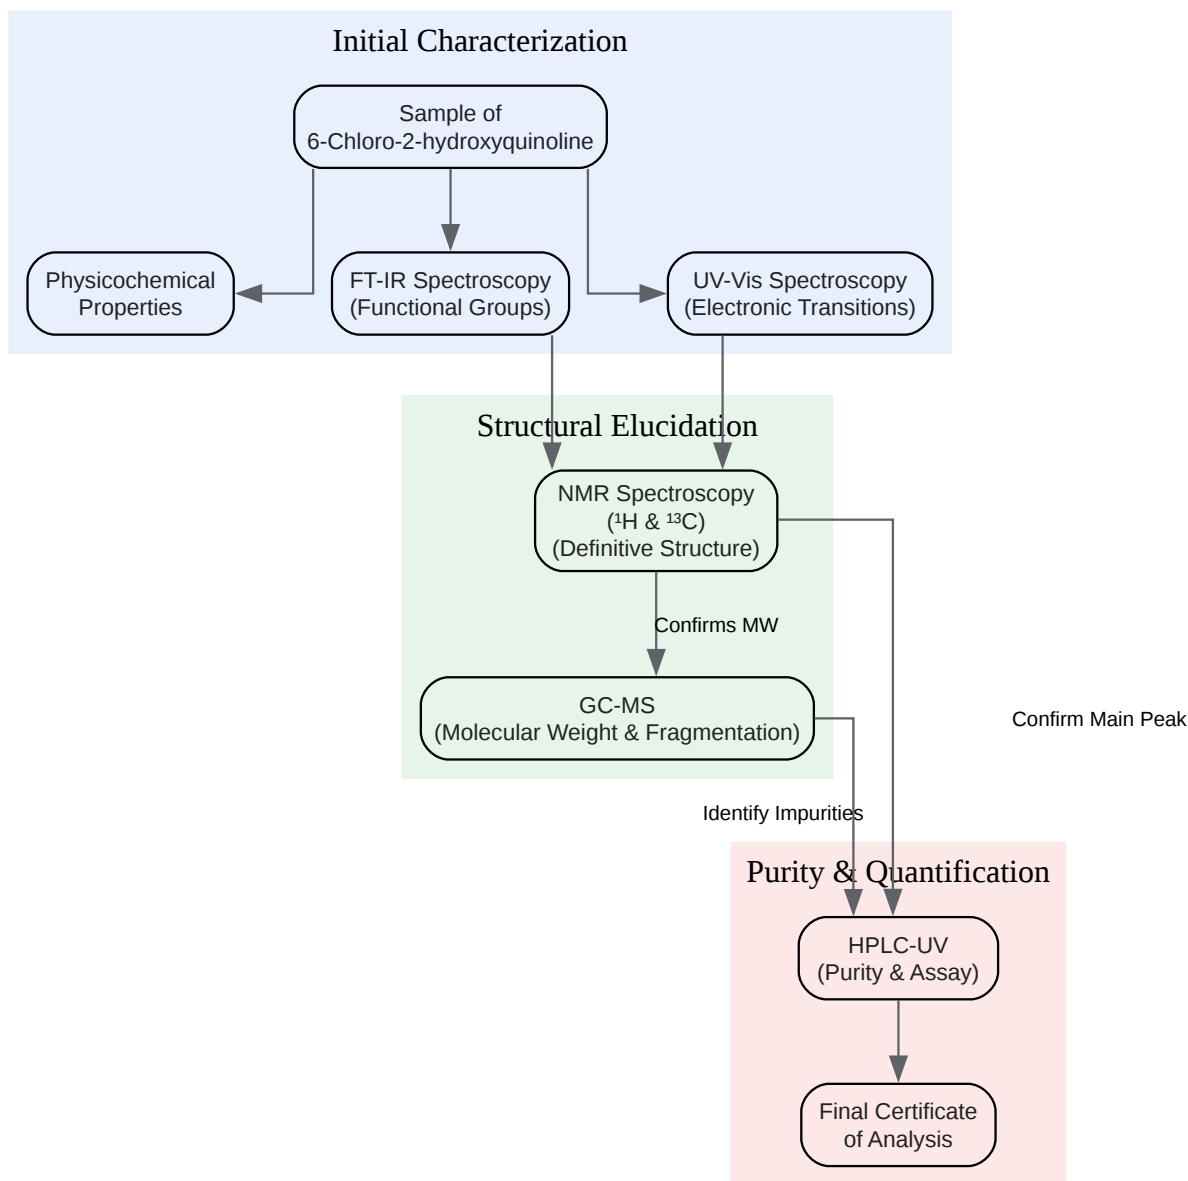 Initial Characterization
Sample of
6-Chloro-2-hydroxyquinoline
Physicochemical
Properties
FT-IR Spectroscopy
(Functional Groups)
UV-Vis Spectroscopy
(Electronic Transitions)
Structural Elucidation
NMR Spectroscopy
(¹H & ¹³C)
(Definitive Structure)
Confirms MW
GC-MS
(Molecular Weight & Fragmentation)
Confirm Main Peak
Identify Impurities
Purity & Quantification
HPLC-UV
(Purity & Assay)
Final Certificate
of Analysis